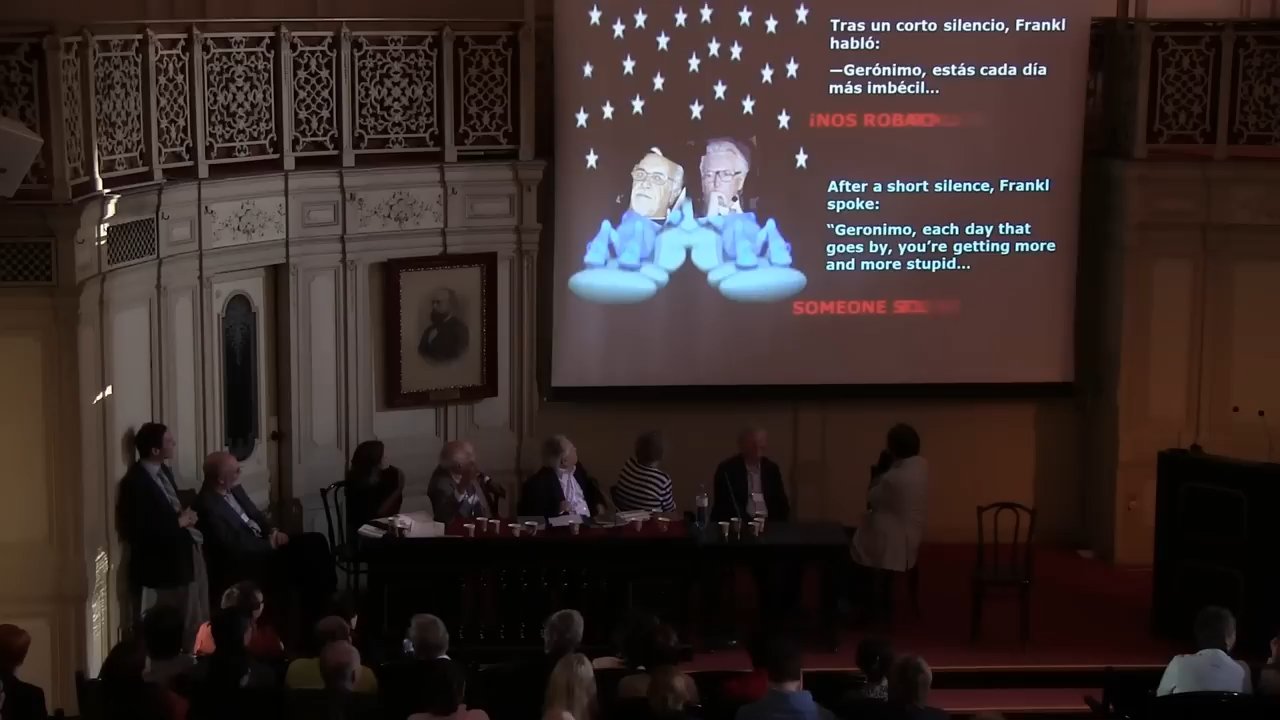 Tras un corto silencio, Frankl
habló:
—Gerónimo, estás cada día
más imbécil...
¡NOS
After a short silence, Frankl
spoke:
“Geronimo, each day that
goes by, you’re getting more
and more stupid...
SOMEONE